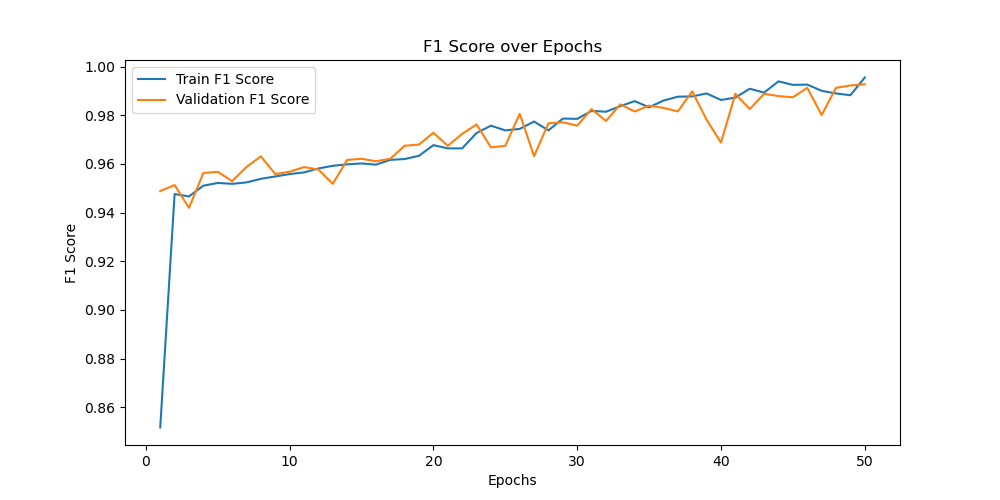 F1 Score over Epochs
Train F1 Score
Validation F1 Score
1.00
0.98
0.96
0.94
0.92
0.90
0.88
0.86
F1 Score
0 10 20 30 40 50
Epochs